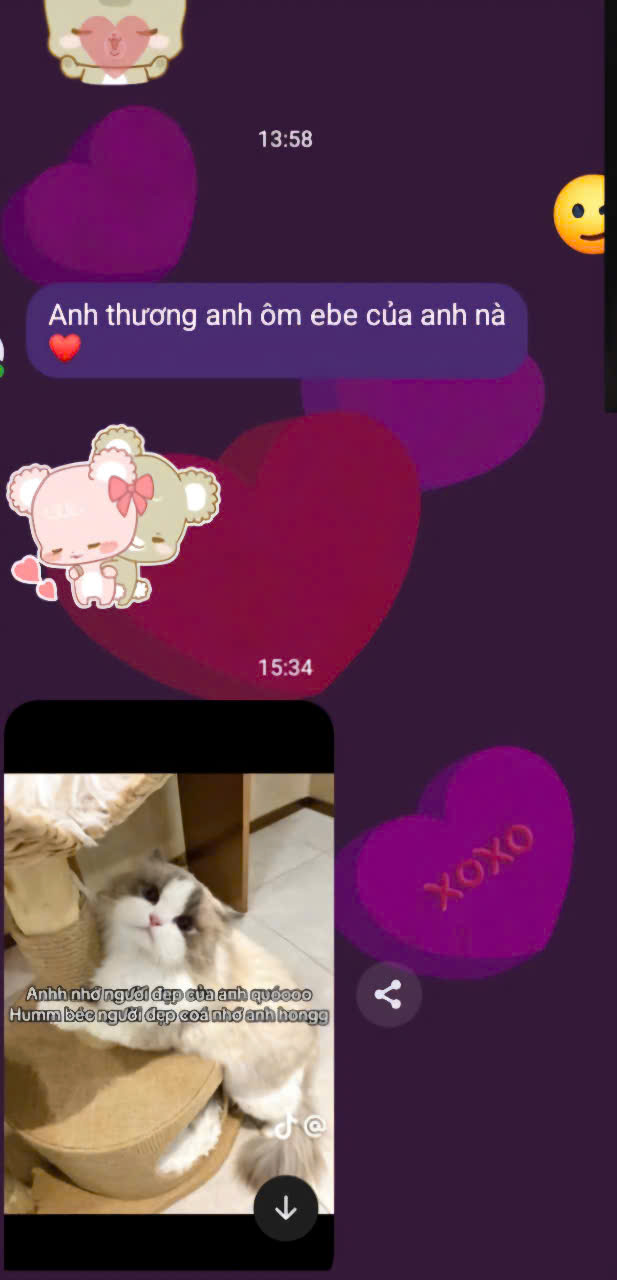 13:58
Anh thương anh ôm ebe của anh nà
❤️
15:34
XOXO
Anhh nhớ người đẹp của anh quóooo
Humm béc người đẹp coá nhớ anh hongg
@